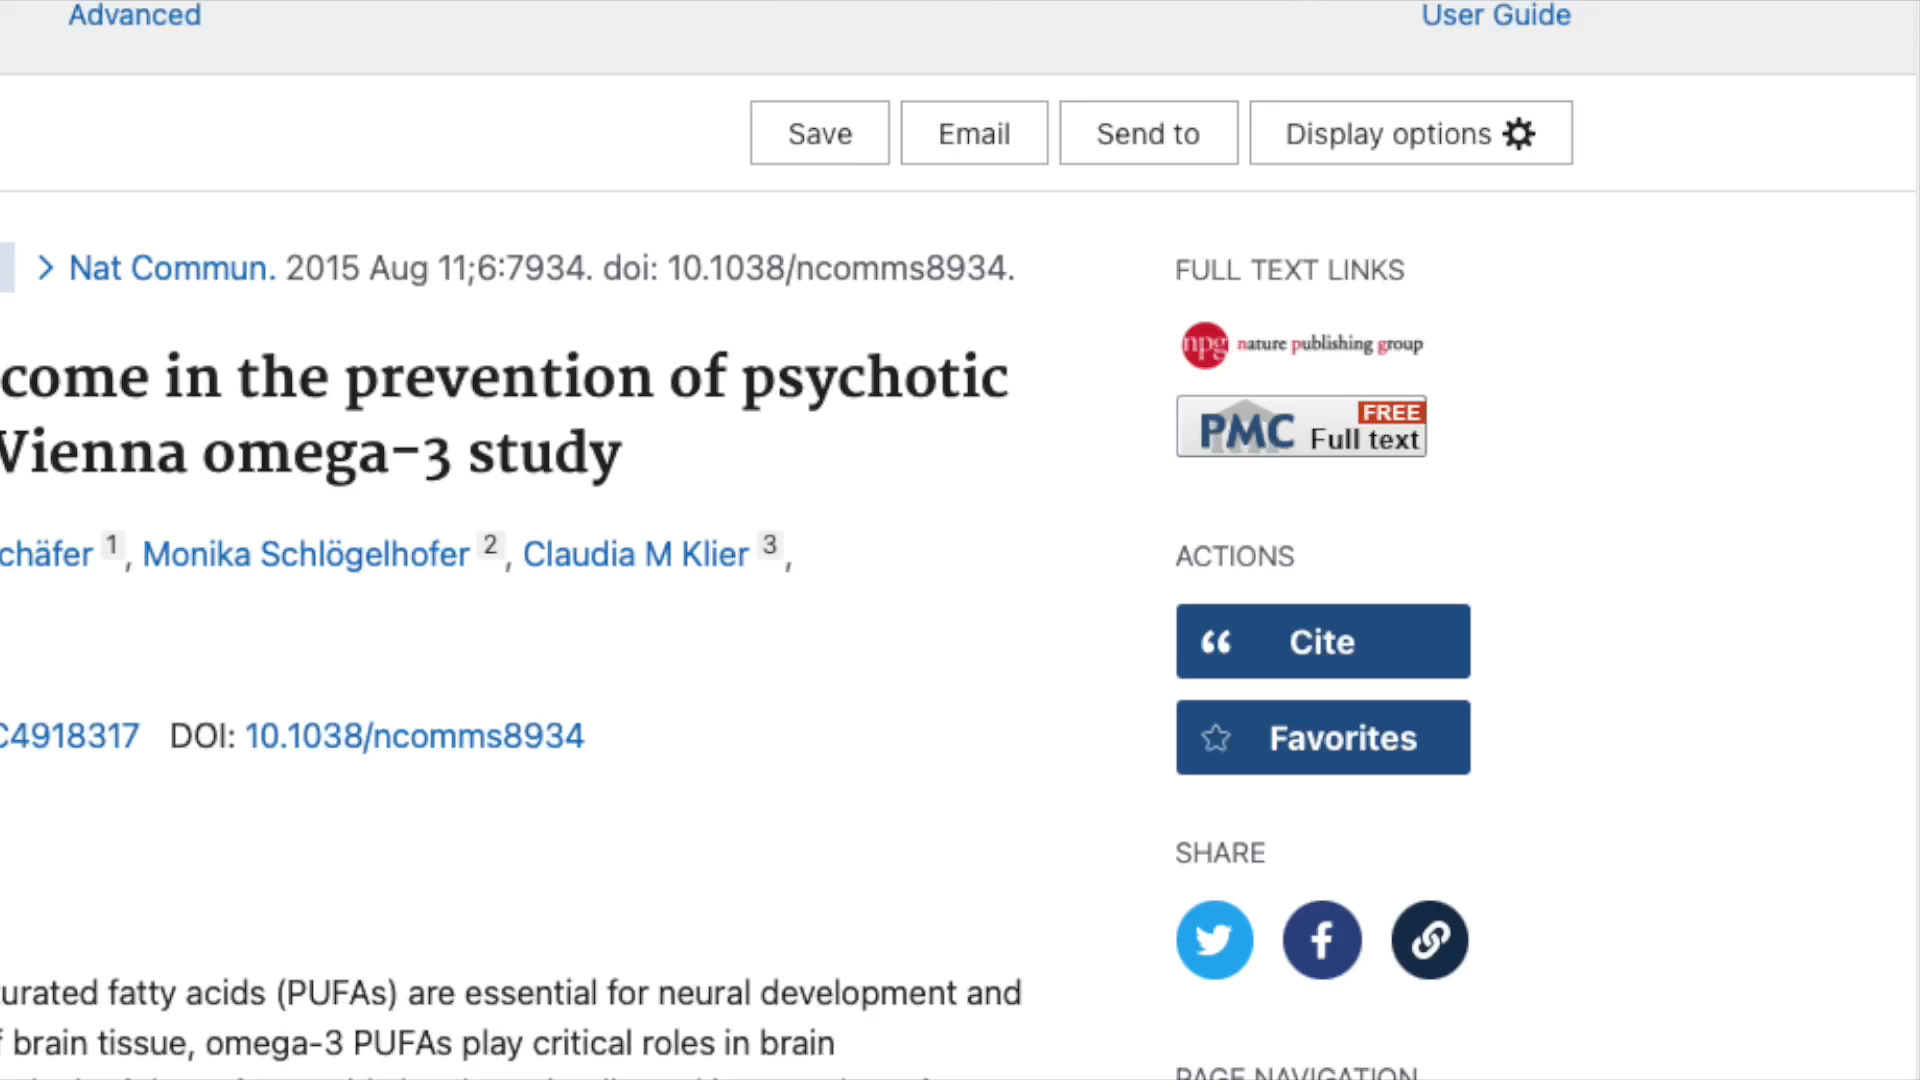 Advanced
User Guide
Save
Email
Send to
Display options
Nat Commun. 2015 Aug 11;6:7934. doi: 10.1038/ncomms8934.
come in the prevention of psychotic
Vienna omega-3 study
chäfer 1, Monika Schlögelhofer 2, Claudia M Klier 3,
C4918317 DOI: 10.1038/ncomms8934
urated fatty acids (PUFAs) are essential for neural development and
f brain tissue, omega-3 PUFAs play critical roles in brain
FULL TEXT LINKS
npg nature publishing group
PMC FREE
Full text
ACTIONS
Cite
Favorites
SHARE
PAGE NAVIGATION